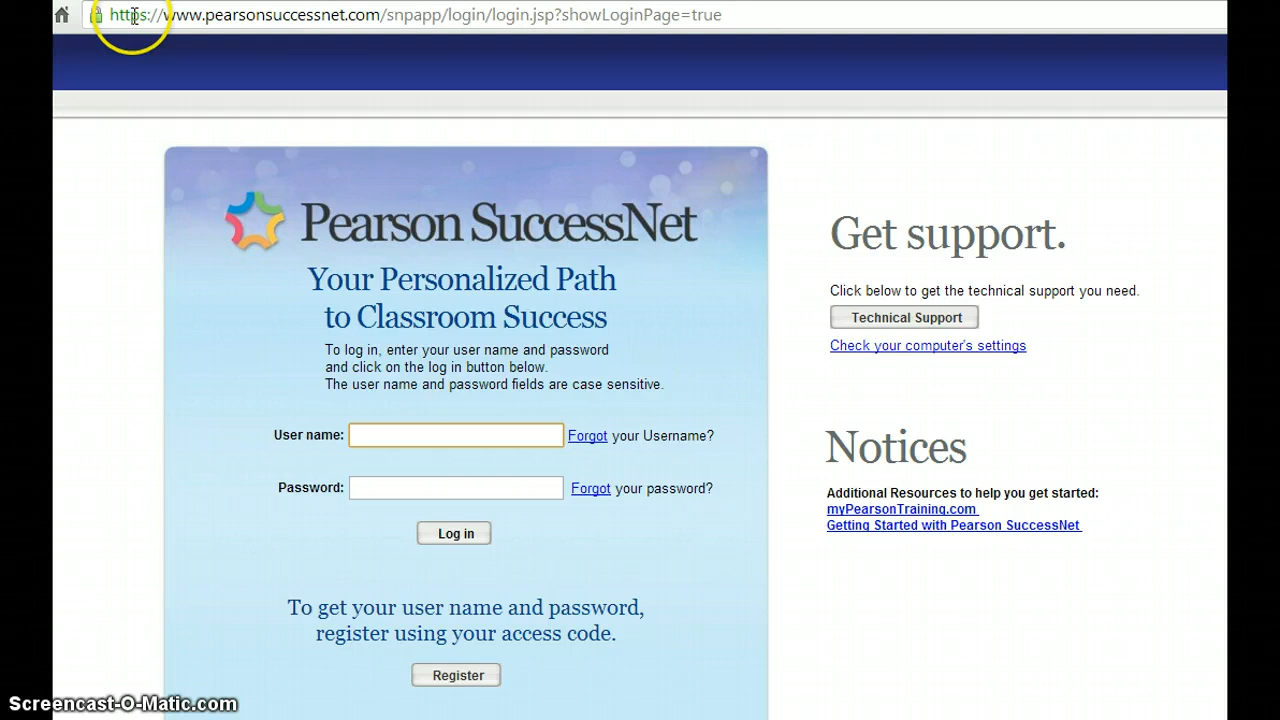 https://www.pearsonsuccessnet.com/snpapp/login/login.jsp?showLoginPage=true
Pearson SuccessNet
Your Personalized Path
to Classroom Success
To log in, enter your user name and password
and click on the log in button below.
The user name and password fields are case sensitive.
User name:
Forgot your Username?
Password:
Forgot your password?
Log in
To get your user name and password,
register using your access code.
Register
Get support.
Click below to get the technical support you need.
Technical Support
Check your computer's settings
Notices
Additional Resources to help you get started:
myPearsonTraining.com
Getting Started with Pearson SuccessNet
Screencast-O-Matic.com